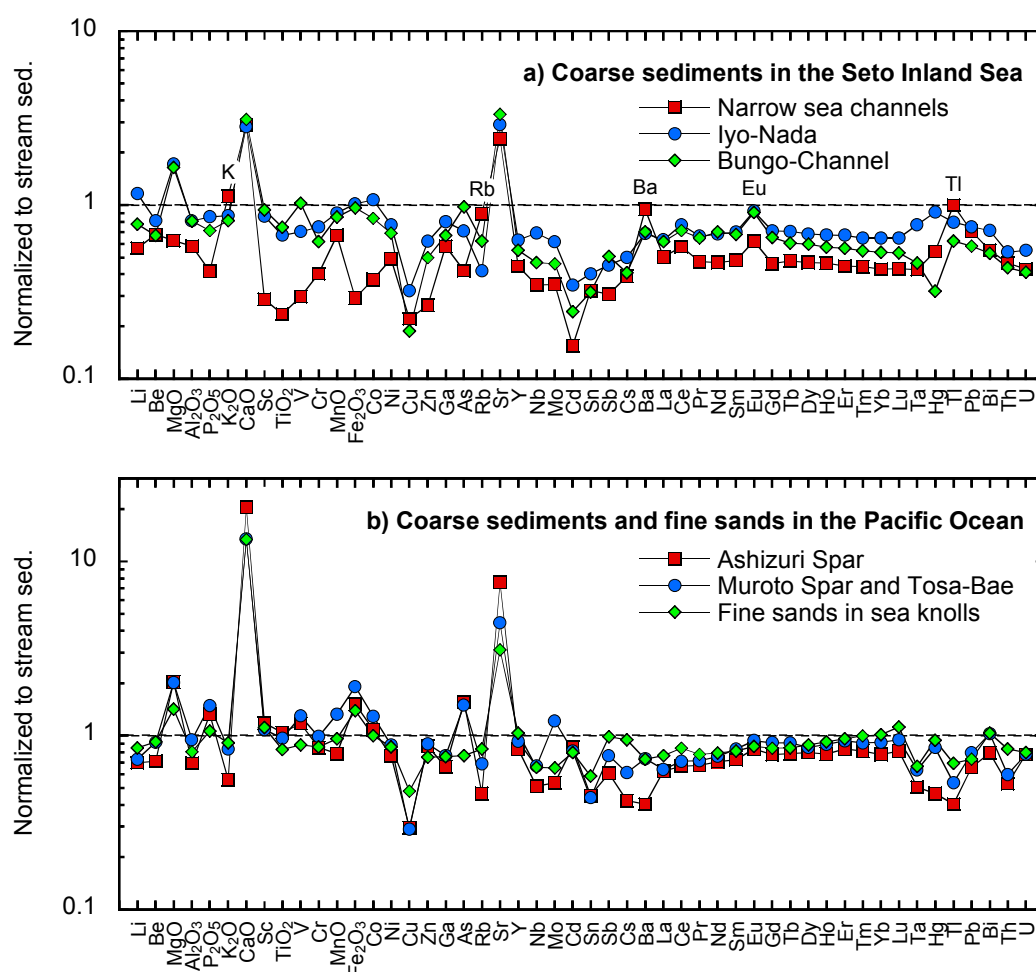 10
a) Coarse sediments in the Seto Inland Sea
Narrow sea channels
Iyo-Nada
Bungo-Channel
K
Rb
Ba
Eu
Tl
1
0.1
Normalized to stream sed.
Li Be MgO Al₂O₃ P₂O₅ K₂O CaO Sc TiO₂ V Cr MnO Fe₂O₃ Co Ni Cu Zn Ga As Rb Sr Y Nb Mo Cd Sn Sb Cs Ba La Ce Pr Nd Sm Eu Gd Tb Dy Ho Er Tm Yb Lu Ta Hg Tl Pb Bi Th U
b) Coarse sediments and fine sands in the Pacific Ocean
Ashizuri Spar
Muroto Spar and Tosa-Bae
Fine sands in sea knolls
10
1
0.1
Normalized to stream sed.
Li Be MgO Al₂O₃ P₂O₅ K₂O CaO Sc TiO₂ V Cr MnO Fe₂O₃ Co Ni Cu Zn Ga As Rb Sr Y Nb Mo Cd Sn Sb Cs Ba La Ce Pr Nd Sm Eu Gd Tb Dy Ho Er Tm Yb Lu Ta Hg Tl Pb Bi Th U